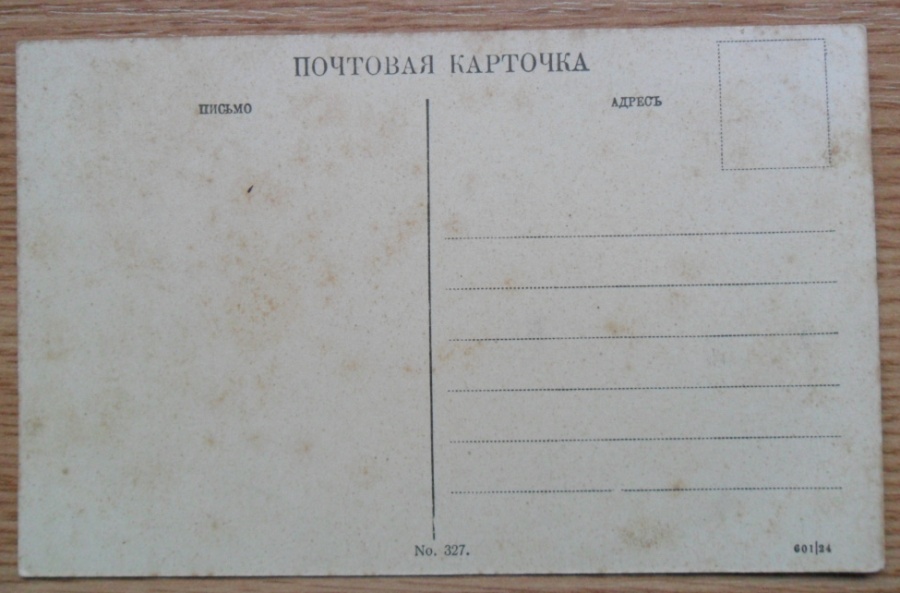 ПОЧТОВАЯ КАРТОЧКА
ПИСЬМО
АДРЕСЪ
No. 327.
601|24